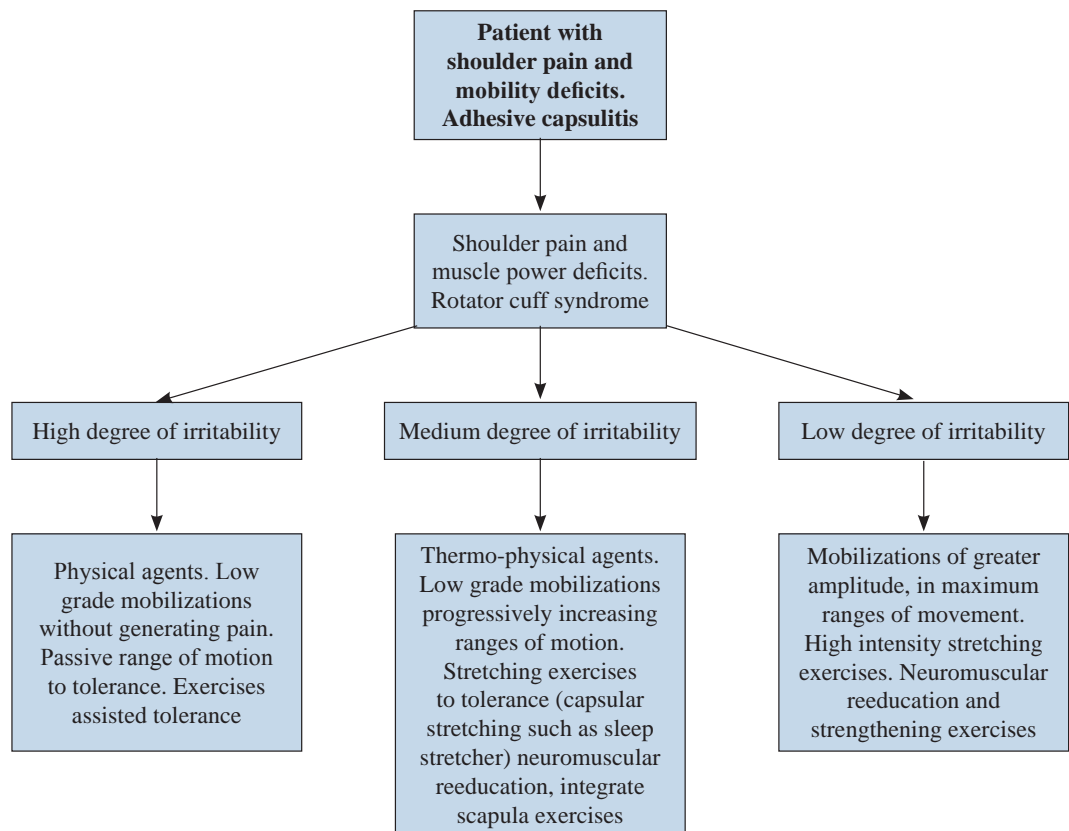 Patient with
shoulder pain and
mobility deficits.
Adhesive capsulitis
Shoulder pain and
muscle power deficits.
Rotator cuff syndrome
High degree of irritability
Medium degree of irritability
Low degree of irritability
Physical agents. Low
grade mobilizations
without generating pain.
Passive range of motion
to tolerance. Exercises
assisted tolerance
Thermo-physical agents.
Low grade mobilizations
progressively increasing
ranges of motion.
Stretching exercises
to tolerance (capsular
stretching such as sleep
stretcher) neuromuscular
reeducation, integrate
scapula exercises
Mobilizations of greater
amplitude, in maximum
ranges of movement.
High intensity stretching
exercises. Neuromuscular
reeducation and
strengthening exercises